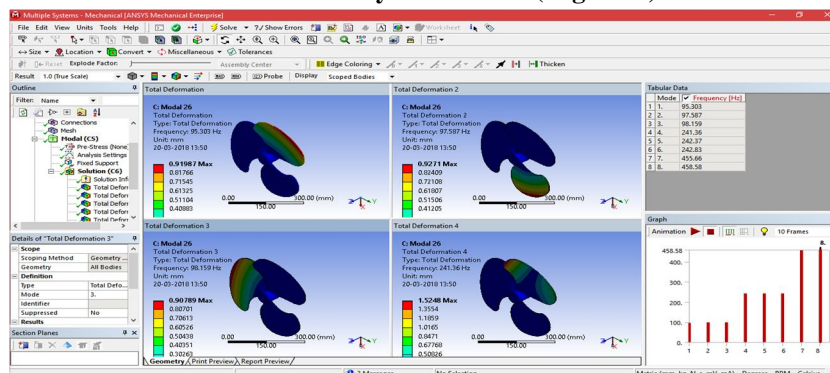 Multiple Systems - Mechanical [ANSYS Mechanical Enterprise]
File Edit View Units Tools Help
Solve ?/ Show Errors Worksheet
Size Location Convert Miscellaneous Tolerances
Reset Explode Factor: Assembly Center Edge Coloring Thicken
Result 1.0 (True Scale) Probe Display Scoped Bodies
Outline
Filter: Name
Connections
Mesh
Modal (C5)
Pre-Stress (None)
Analysis Settings
Fixed Support
Solution (C6)
Solution Inf
Total Defor
Total Defor
Total Defor
Total Defor
Details of "Total Deformation 3"
Scope
Scoping Method Geometry ...
Geometry All Bodies
Definition
Type Total Defo...
Mode 3.
Identifier
Suppressed No
Results
Section Planes
Total Deformation
C: Modal 26
Total Deformation
Type: Total Deformation
Frequency: 95.303 Hz
Unit: mm
20-03-2018 13:50
0.91987 Max
0.81766
0.71545
0.61325
0.51104
0.40883
0.00 300.00 (mm)
150.00
Total Deformation 2
C: Modal 26
Total Deformation 2
Type: Total Deformation
Frequency: 97.587 Hz
Unit: mm
20-03-2018 13:50
0.9271 Max
0.82409
0.72108
0.61807
0.51506
0.41205
0.00 300.00 (mm)
150.00
Total Deformation 3
C: Modal 26
Total Deformation 3
Type: Total Deformation
Frequency: 98.159 Hz
Unit: mm
20-03-2018 13:50
0.90789 Max
0.80701
0.70613
0.60526
0.50438
0.40351
0.30263
0.00 300.00 (mm)
150.00
Total Deformation 4
C: Modal 26
Total Deformation 4
Type: Total Deformation
Frequency: 241.36 Hz
Unit: mm
20-03-2018 13:50
1.5248 Max
1.3554
1.1859
1.0165
0.8471
0.67768
0.50826
0.00 300.00 (mm)
150.00
Geometry Print Preview Report Preview
Tabular Data
Mode Frequency [Hz]
1 1. 95.303
2 2. 97.587
3 3. 98.159
4 4. 241.36
5 5. 242.37
6 6. 242.83
7 7. 455.66
8 8. 458.58
Graph
Animation 10 Frames
8.
458.58
400.
300.
200.
100.
0.
1 2 3 4 5 6 7 8
No Selection